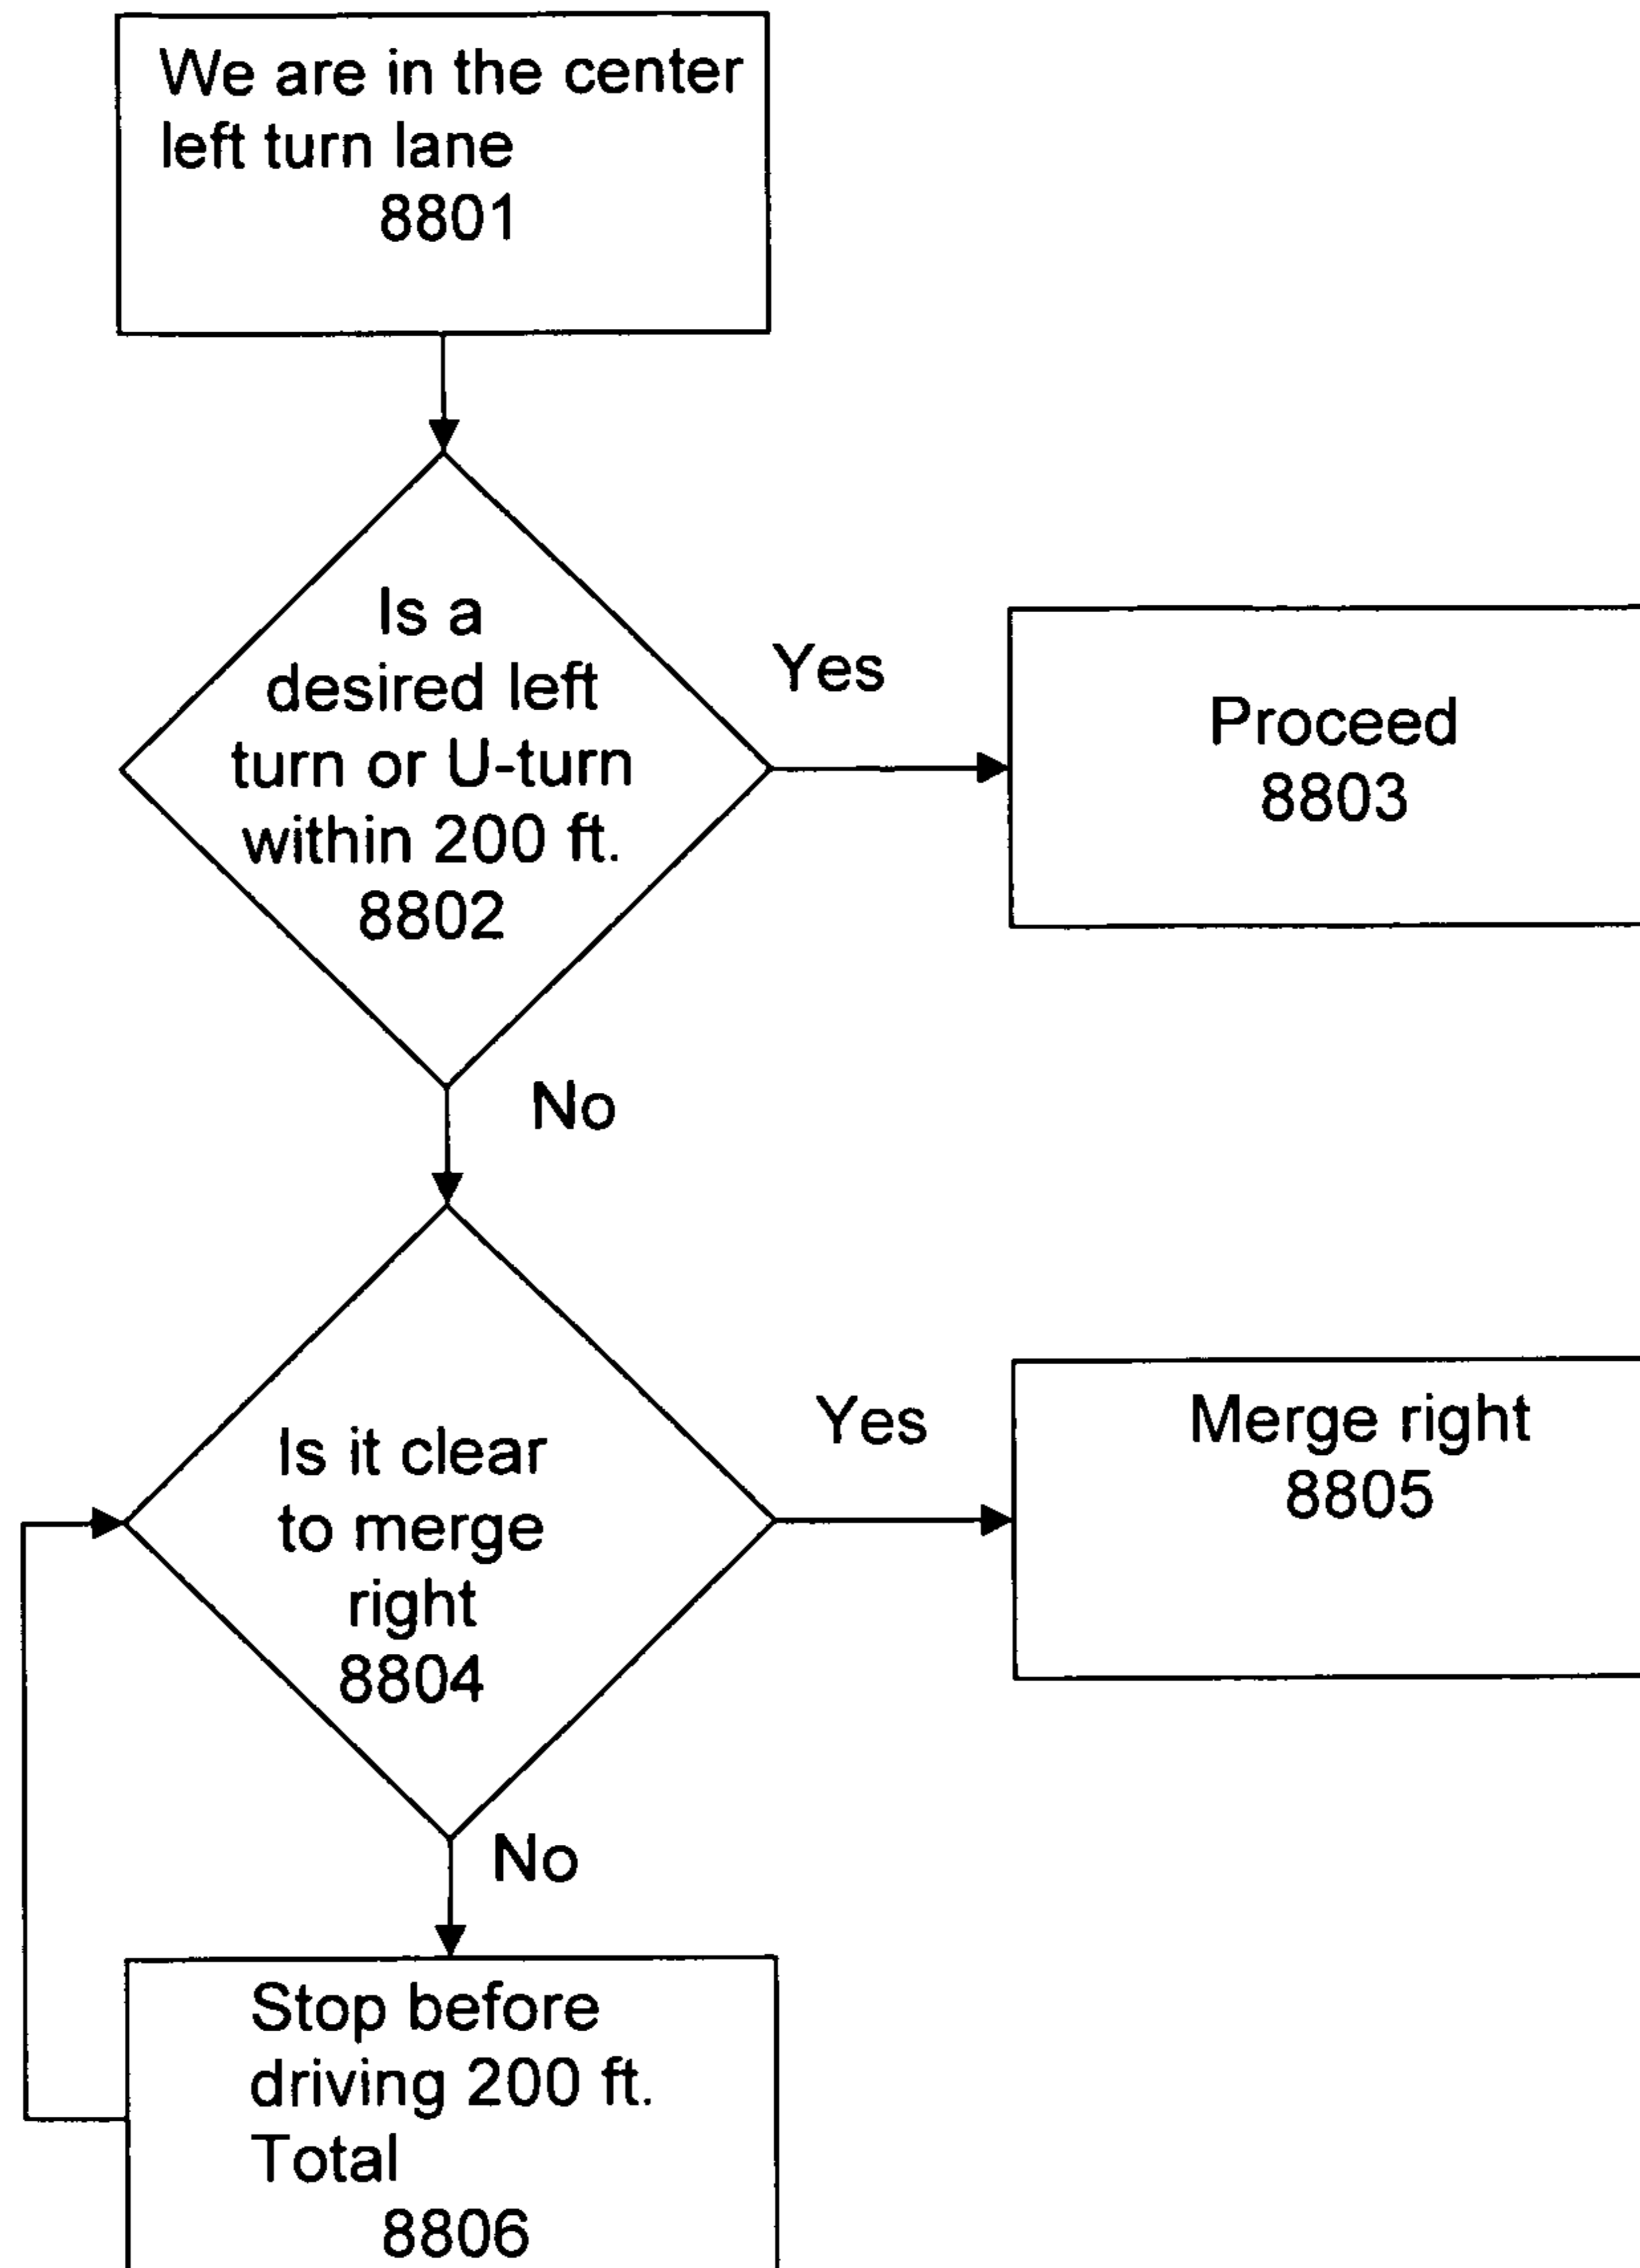 We are in the center
left turn lane
8801
Is a
desired left
turn or U-turn
within 200 ft.
8802
Yes
Proceed
8803
No
Is it clear
to merge
right
8804
Yes
Merge right
8805
No
Stop before
driving 200 ft.
Total
8806